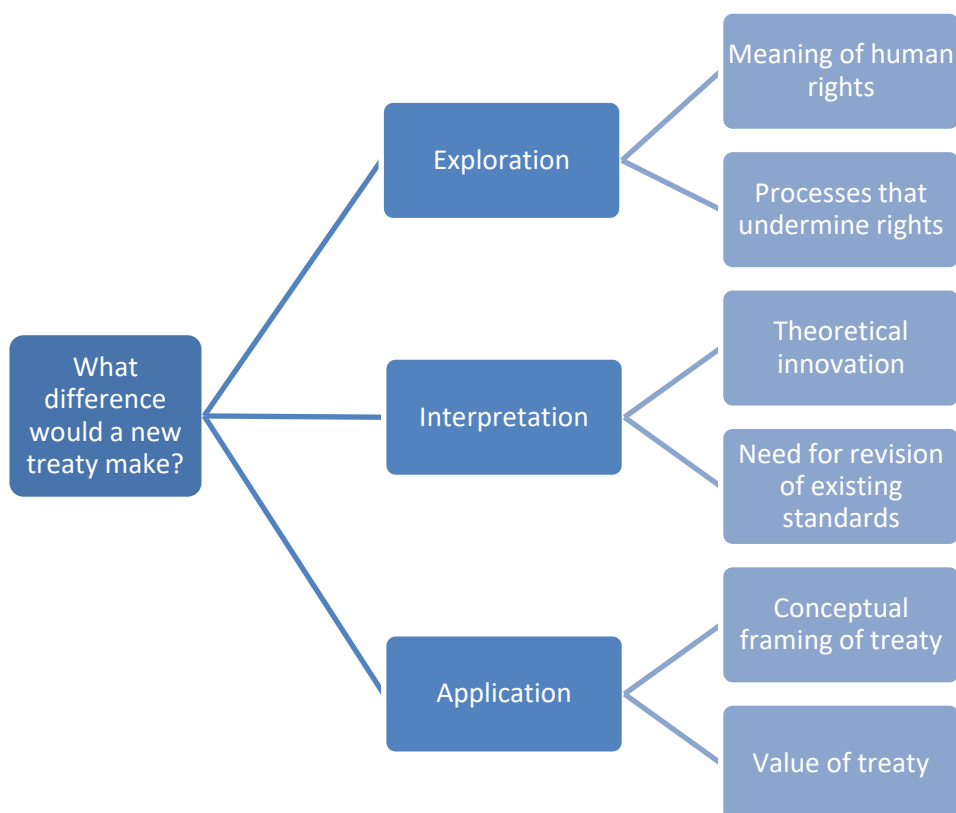 What
difference
would a new
treaty make?
Exploration
Meaning of human
rights
Processes that
undermine rights
Interpretation
Theoretical
innovation
Need for revision
of existing
standards
Application
Conceptual
framing of treaty
Value of treaty